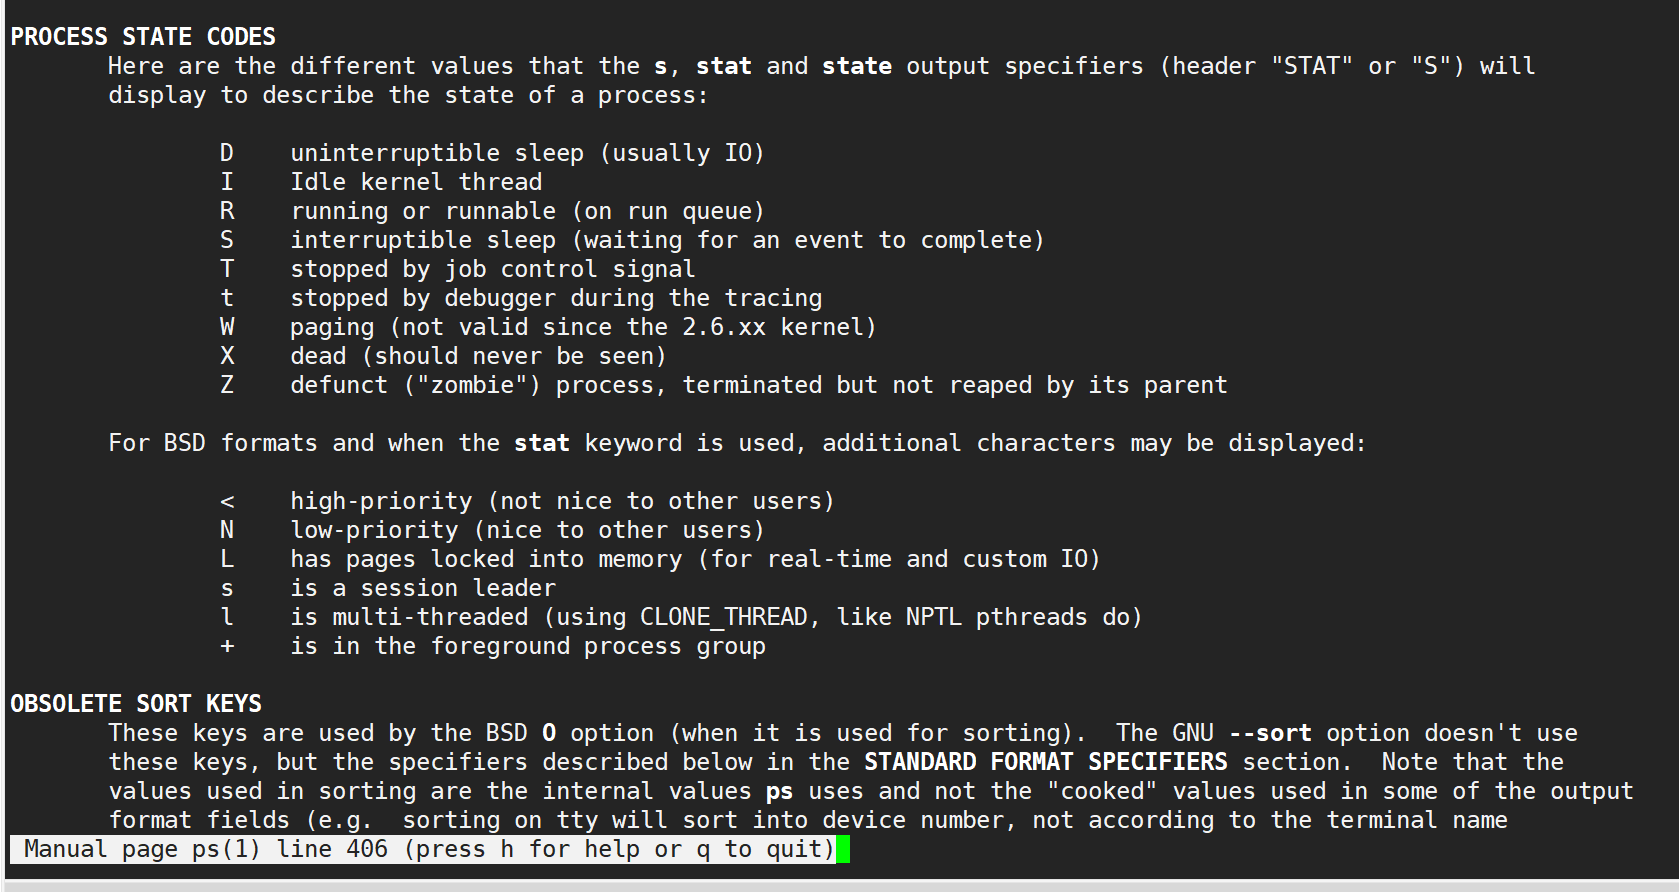 PROCESS STATE CODES
Here are the different values that the s, stat and state output specifiers (header "STAT" or "S") will
display to describe the state of a process:
D    uninterruptible sleep (usually IO)
I    Idle kernel thread
R    running or runnable (on run queue)
S    interruptible sleep (waiting for an event to complete)
T    stopped by job control signal
t    stopped by debugger during the tracing
W    paging (not valid since the 2.6.xx kernel)
X    dead (should never be seen)
Z    defunct ("zombie") process, terminated but not reaped by its parent
For BSD formats and when the stat keyword is used, additional characters may be displayed:
<    high-priority (not nice to other users)
N    low-priority (nice to other users)
L    has pages locked into memory (for real-time and custom IO)
s    is a session leader
l    is multi-threaded (using CLONE_THREAD, like NPTL pthreads do)
+    is in the foreground process group
OBSOLETE SORT KEYS
These keys are used by the BSD O option (when it is used for sorting).  The GNU --sort option doesn't use
these keys, but the specifiers described below in the STANDARD FORMAT SPECIFIERS section.  Note that the
values used in sorting are the internal values ps uses and not the "cooked" values used in some of the output
format fields (e.g.  sorting on tty will sort into device number, not according to the terminal name
Manual page ps(1) line 406 (press h for help or q to quit)